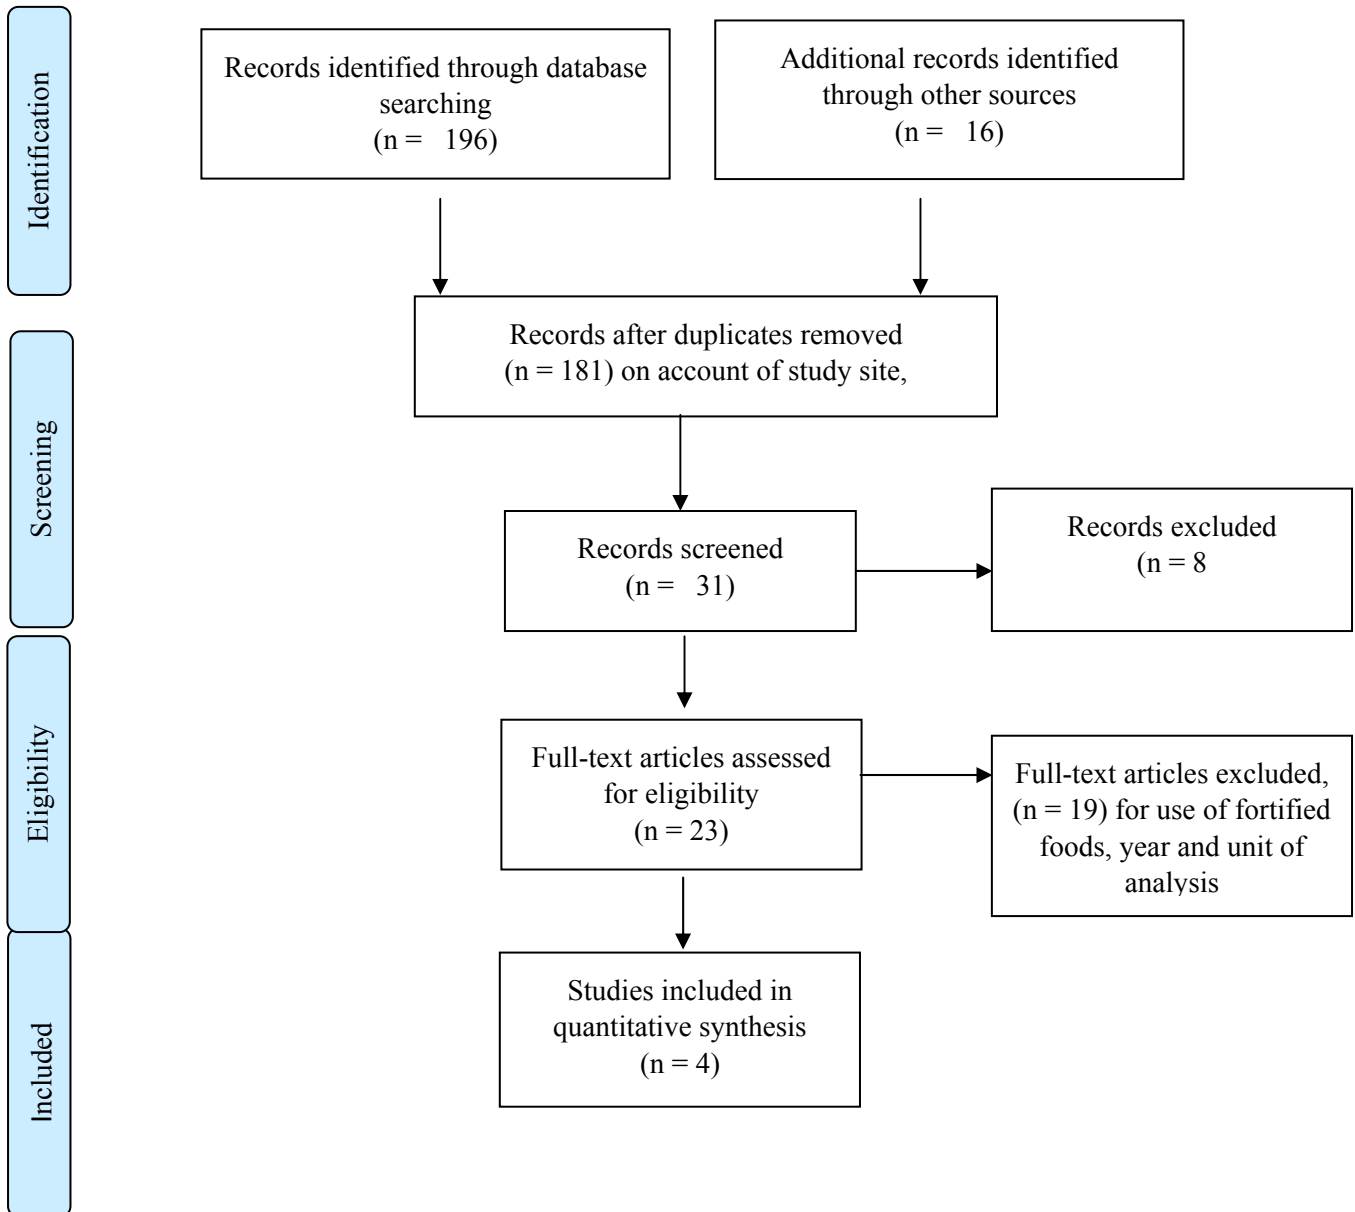 Identification
Records identified through database
searching
(n =   196)
Additional records identified
through other sources
(n =   16)
Records after duplicates removed
(n = 181) on account of study site,
Screening
Records screened
(n =   31)
Records excluded
(n = 8
Eligibility
Full-text articles assessed
for eligibility
(n = 23)
Full-text articles excluded,
(n = 19) for use of fortified
foods, year and unit of
analysis
Included
Studies included in
quantitative synthesis
(n = 4)